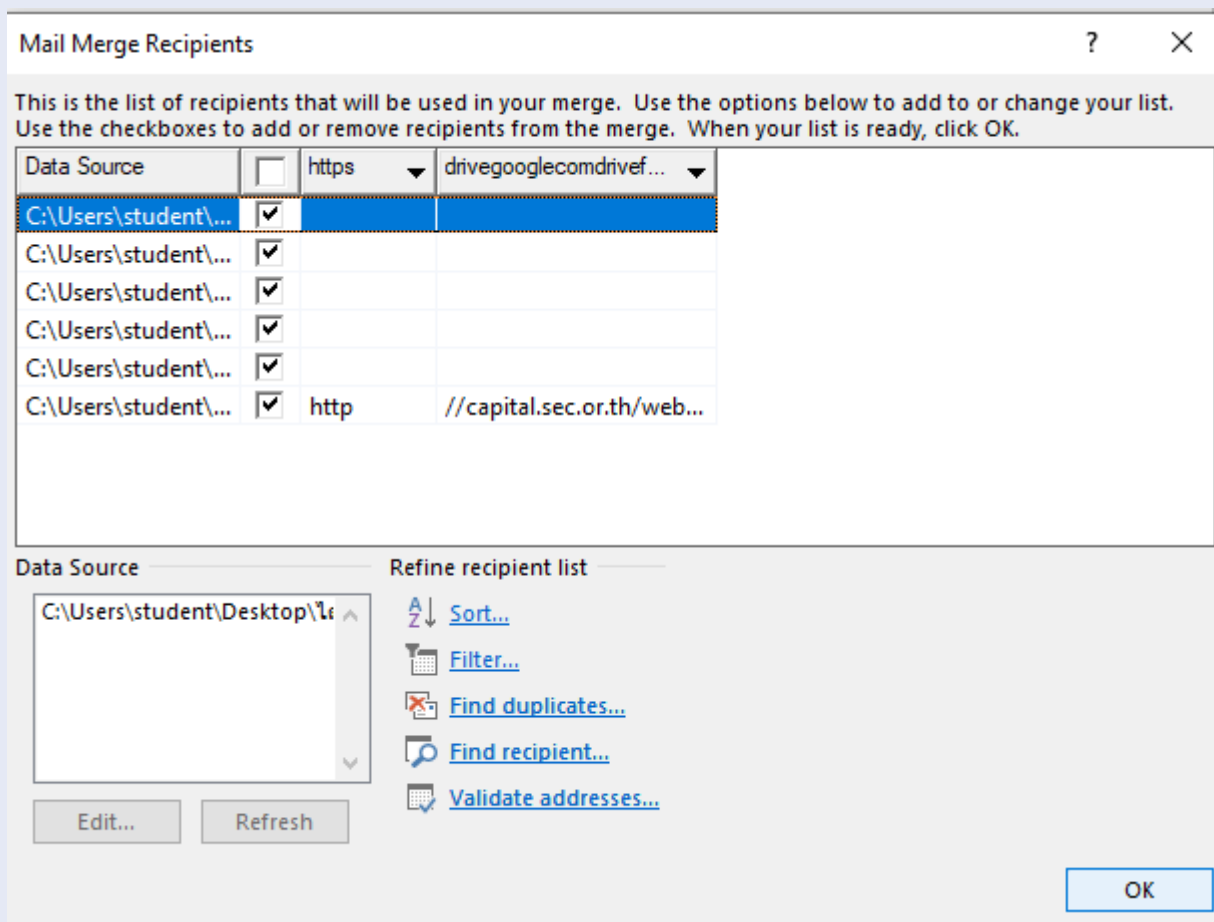 Mail Merge Recipients
?
This is the list of recipients that will be used in your merge. Use the options below to add to or change your list.
Use the checkboxes to add or remove recipients from the merge. When your list is ready, click OK.
Data Source https drivegooglecomdrivef...
C:\Users\student\...
C:\Users\student\...
C:\Users\student\...
C:\Users\student\...
C:\Users\student\...
C:\Users\student\... http //capital.sec.or.th/web...
Data Source
C:\Users\student\Desktop\
Edit...
Refresh
Refine recipient list
Sort...
Filter...
Find duplicates...
Find recipient...
Validate addresses...
OK